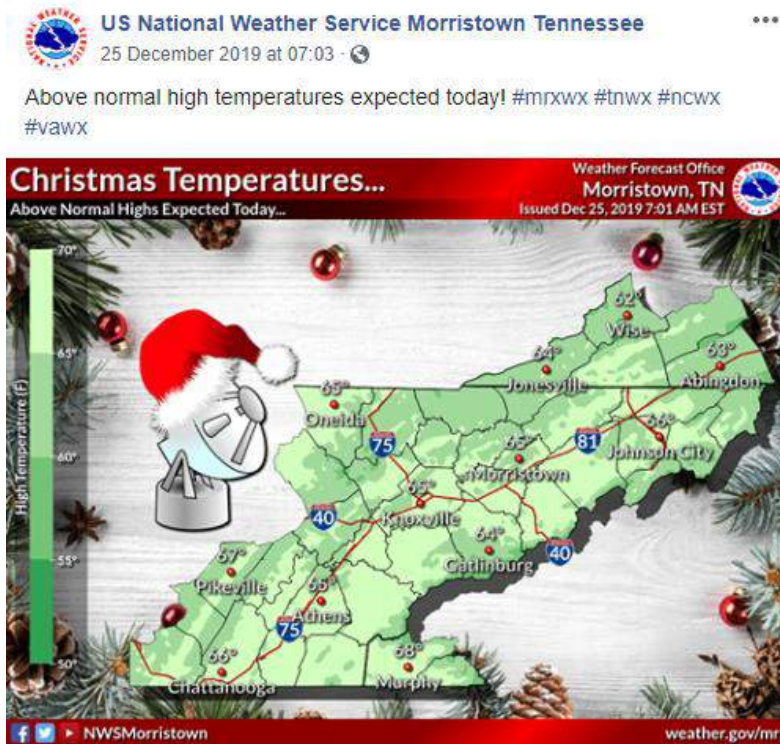 US National Weather Service Morristown Tennessee
25 December 2019 at 07:03 ·
Above normal high temperatures expected today! #mrxwx #tnwx #ncwx
#vawx
Christmas Temperatures...
Above Normal Highs Expected Today...
Weather Forecast Office
Morristown, TN
Issued Dec 25, 2019 7:01 AM EST
NATIONAL WEATHER SERVICE
High Temperature (F)
70°
65°
60°
55°
50°
62°
Wise
64°
Jonesville
63°
Abingdon
65°
Oneida
75
65°
Morristown
81
66°
Johnson City
65°
Knoxville
40
64°
Gatlinburg
40
67°
Pikeville
65°
Athens
75
66°
Chattanooga
68°
Murphy
NWSMorristown
weather.gov/mr